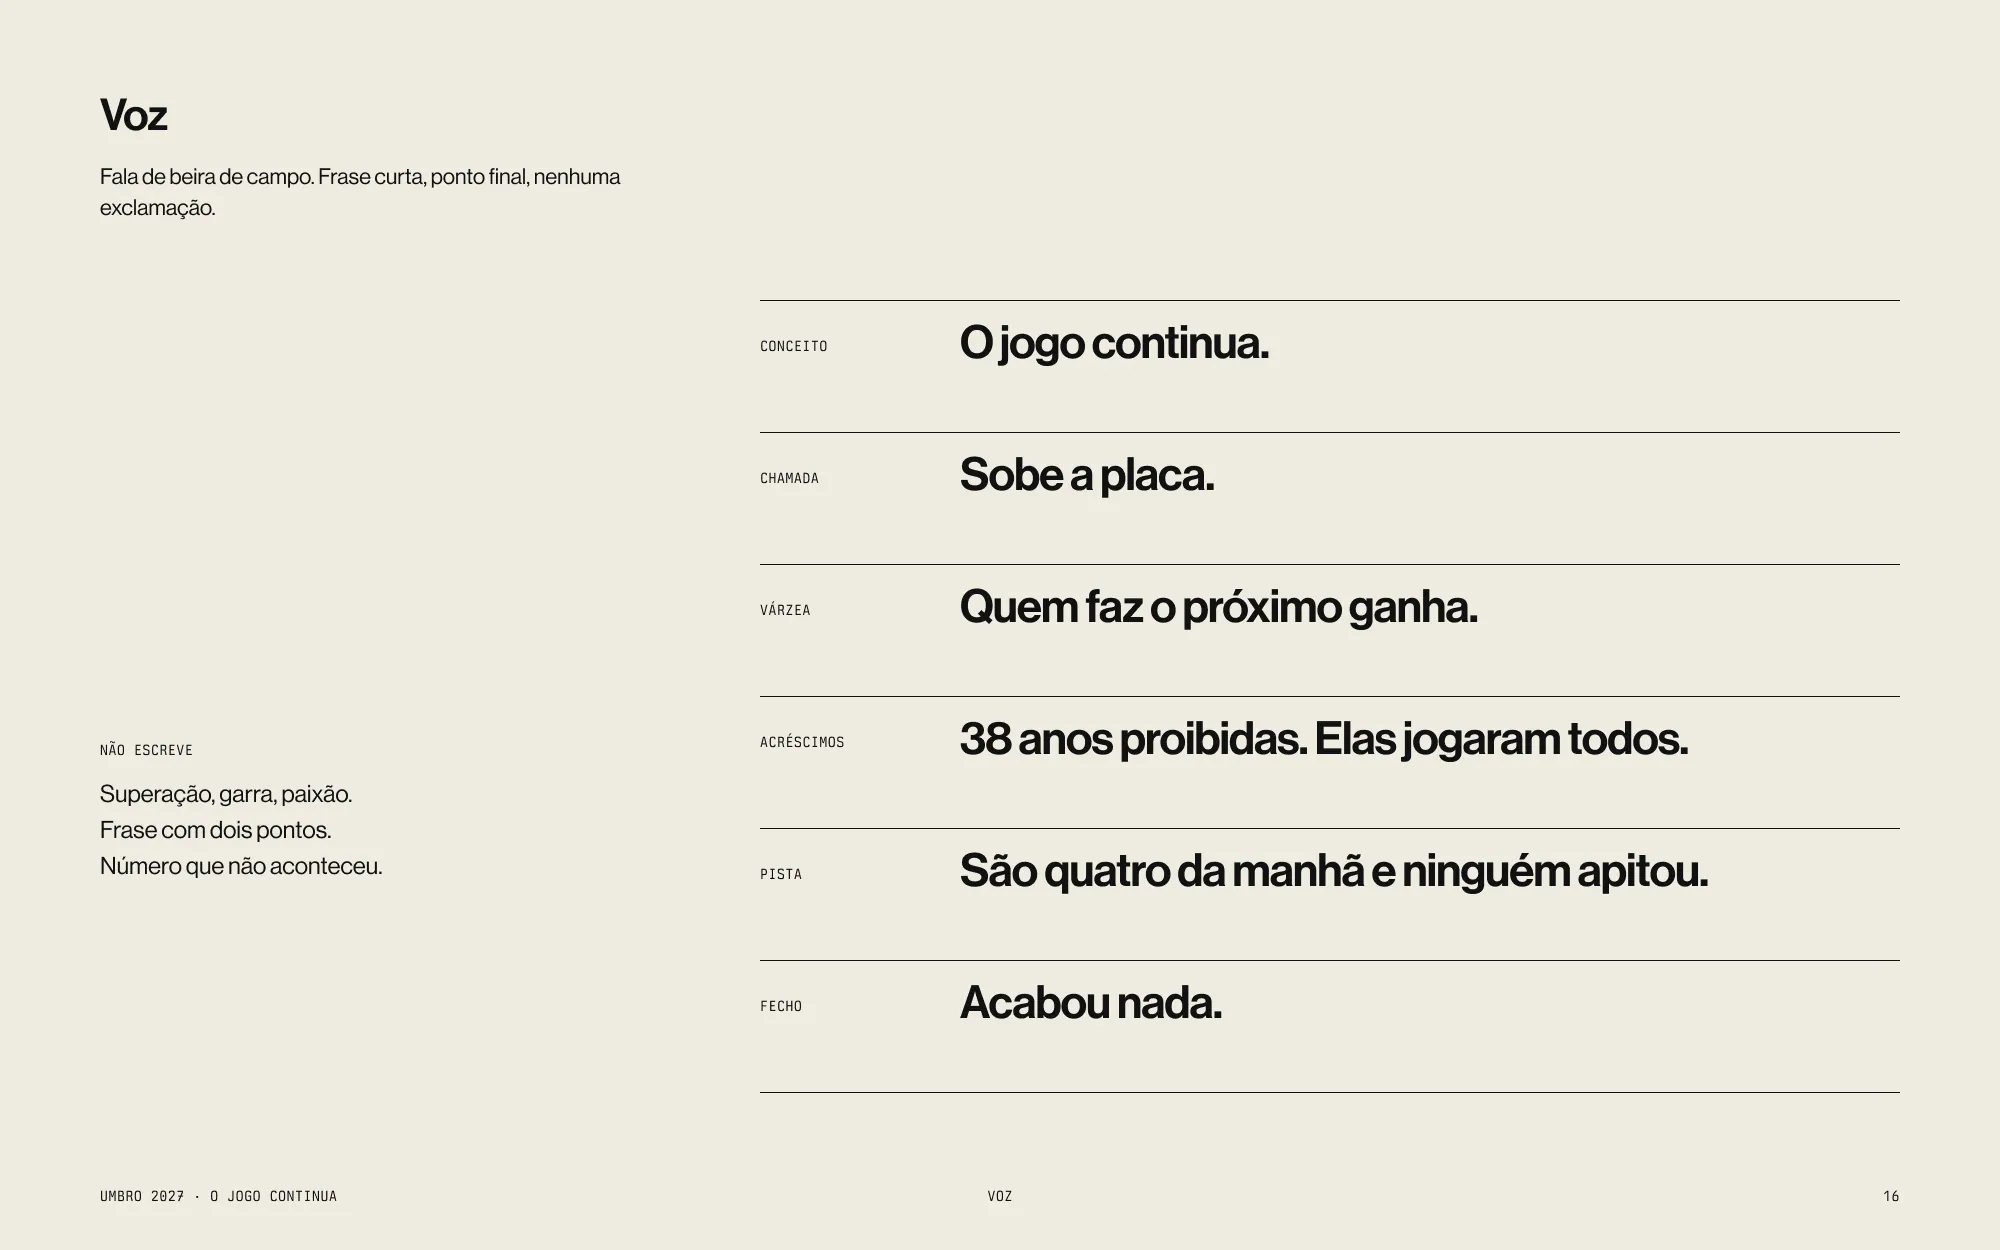 Voz
Fala de beira de campo. Frase curta, ponto final, nenhuma
exclamação.
CONCEITO
O jogo continua.
CHAMADA
Sobe a placa.
VÁRZEA
Quem faz o próximo ganha.
ACRÉSCIMOS
38 anos proibidas. Elas jogaram todos.
PISTA
São quatro da manhã e ninguém apitou.
FECHO
Acabou nada.
NÃO ESCREVE
Superação, garra, paixão.
Frase com dois pontos.
Número que não aconteceu.
UMBRO 2027 · O JOGO CONTINUA
VOZ
16